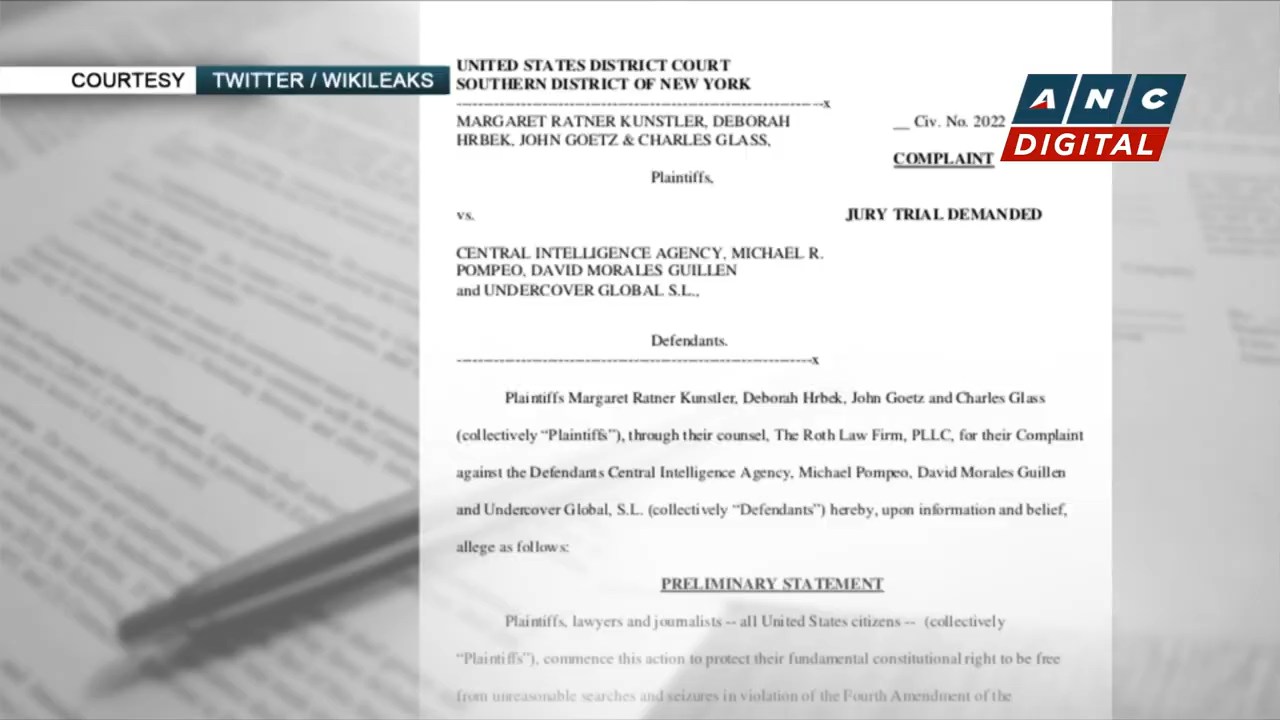 COURTESY TWITTER / WIKILEAKS
ANC
DIGITAL
UNITED STATES DISTRICT COURT
SOUTHERN DISTRICT OF NEW YORK
-----------------------------------------------------------------------x
MARGARET RATNER KUNSTLER, DEBORAH
HRBEK, JOHN GOETZ & CHARLES GLASS,
__ Civ. No. 2022
COMPLAINT
Plaintiffs,
vs.
JURY TRIAL DEMANDED
CENTRAL INTELLIGENCE AGENCY, MICHAEL R.
POMPEO, DAVID MORALES GUILLEN
and UNDERCOVER GLOBAL S.L.,
Defendants.
---------------------------------------------------------------------x
Plaintiffs Margaret Ratner Kunstler, Deborah Hrbek, John Goetz and Charles Glass
(collectively “Plaintiffs”), through their counsel, The Roth Law Firm, PLLC, for their Complaint
against the Defendants Central Intelligence Agency, Michael Pompeo, David Morales Guillen
and Undercover Global, S.L. (collectively “Defendants”) hereby, upon information and belief,
allege as follows:
PRELIMINARY STATEMENT
Plaintiffs, lawyers and journalists -- all United States citizens -- (collectively
“Plaintiffs”), commence this action to protect their fundamental constitutional right to be free
from unreasonable searches and seizures in violation of the Fourth Amendment of the